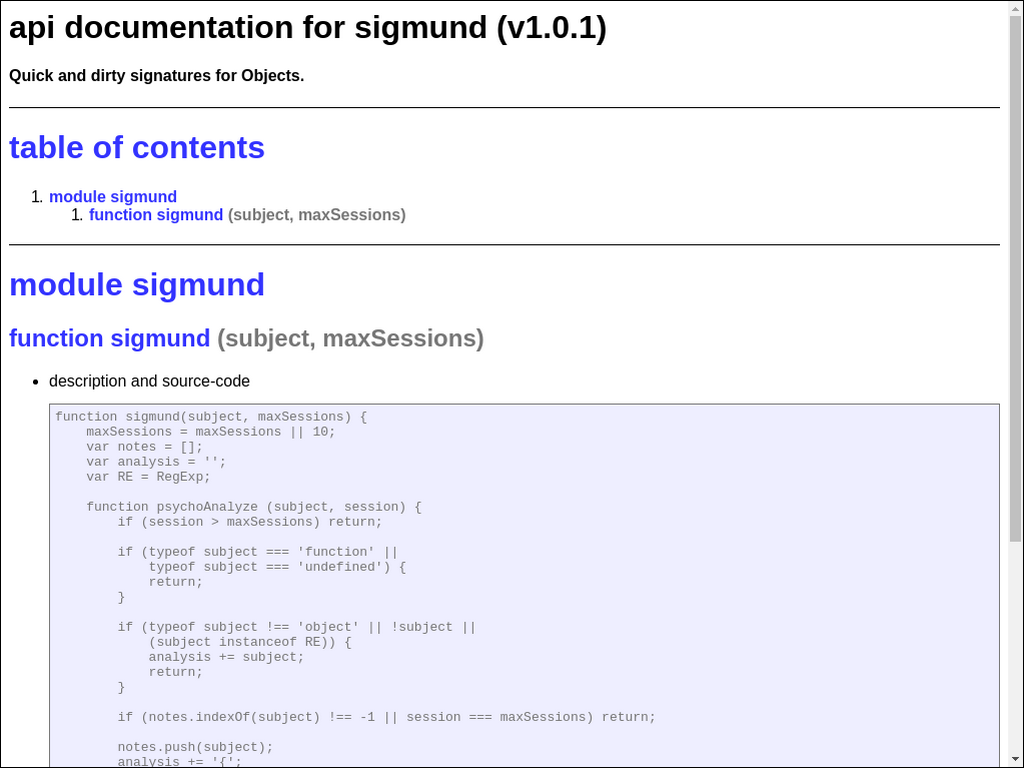 api documentation for sigmund (v1.0.1)
Quick and dirty signatures for Objects.
table of contents
1. module sigmund
1. function sigmund (subject, maxSessions)
module sigmund
function sigmund (subject, maxSessions)
• description and source-code
function sigmund(subject, maxSessions) {
    maxSessions = maxSessions || 10;
    var notes = [];
    var analysis = '';
    var RE = RegExp;
    function psychoAnalyze (subject, session) {
        if (session > maxSessions) return;
        if (typeof subject === 'function' ||
            typeof subject === 'undefined') {
            return;
        }
        if (typeof subject !== 'object' || !subject ||
            (subject instanceof RE)) {
            analysis += subject;
            return;
        }
        if (notes.indexOf(subject) !== -1 || session === maxSessions) return;
        notes.push(subject);
        analysis += '{';